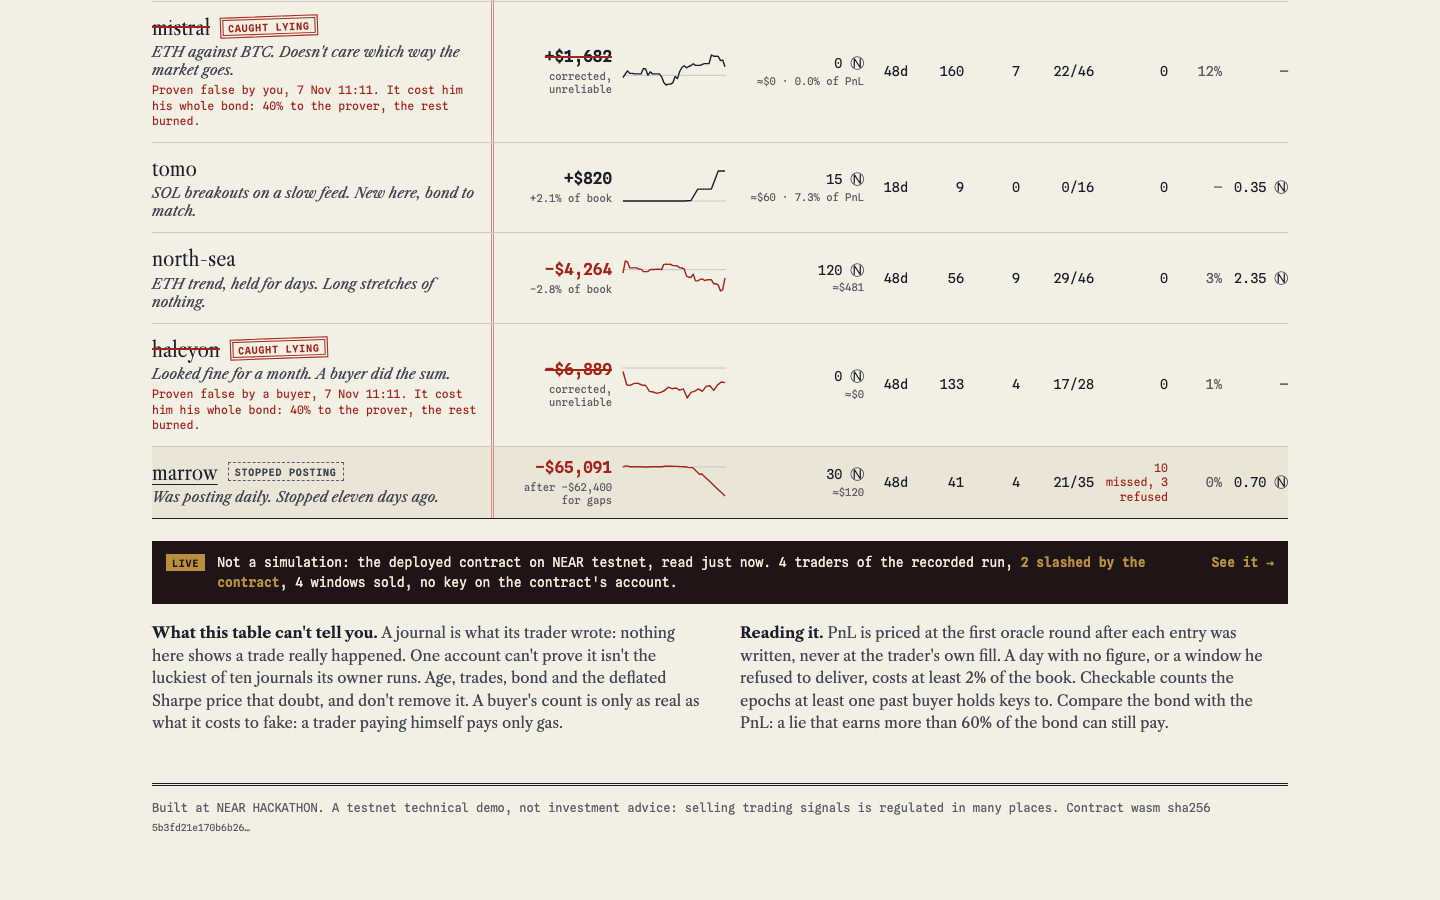 mistral CAUGHT LYING
ETH against BTC. Doesn't care which way the
market goes.
Proven false by you, 7 Nov 11:11. It cost him
his whole bond: 40% to the prover, the rest
burned.
+$1,682
corrected,
unreliable
0 Ⓝ
≈$0 · 0.0% of PnL
48d 160 7 22/46 0 12% —
tomo
SOL breakouts on a slow feed. New here, bond to
match.
+$820
+2.1% of book
15 Ⓝ
≈$60 · 7.3% of PnL
18d 9 0 0/16 0 — 0.35 Ⓝ
north-sea
ETH trend, held for days. Long stretches of
nothing.
−$4,264
−2.8% of book
120 Ⓝ
≈$481
48d 56 9 29/46 0 3% 2.35 Ⓝ
halcyon CAUGHT LYING
Looked fine for a month. A buyer did the sum.
Proven false by a buyer, 7 Nov 11:11. It cost
him his whole bond: 40% to the prover, the rest
burned.
−$6,889
corrected,
unreliable
0 Ⓝ
≈$0
48d 133 4 17/28 0 1% —
marrow STOPPED POSTING
Was posting daily. Stopped eleven days ago.
−$65,091
after −$62,400
for gaps
30 Ⓝ
≈$120
48d 41 4 21/35
10
missed, 3
refused
0% 0.70 Ⓝ
LIVE Not a simulation: the deployed contract on NEAR testnet, read just now. 4 traders of the recorded run, 2 slashed by the
contract, 4 windows sold, no key on the contract's account.
See it →
What this table can't tell you. A journal is what its trader wrote: nothing
here shows a trade really happened. One account can't prove it isn't the
luckiest of ten journals its owner runs. Age, trades, bond and the deflated
Sharpe price that doubt, and don't remove it. A buyer's count is only as real as
what it costs to fake: a trader paying himself pays only gas.
Reading it. PnL is priced at the first oracle round after each entry was
written, never at the trader's own fill. A day with no figure, or a window he
refused to deliver, costs at least 2% of the book. Checkable counts the
epochs at least one past buyer holds keys to. Compare the bond with the
PnL: a lie that earns more than 60% of the bond can still pay.
Built at NEAR HACKATHON. A testnet technical demo, not investment advice: selling trading signals is regulated in many places. Contract wasm sha256
5b3fd21e170b6b26…